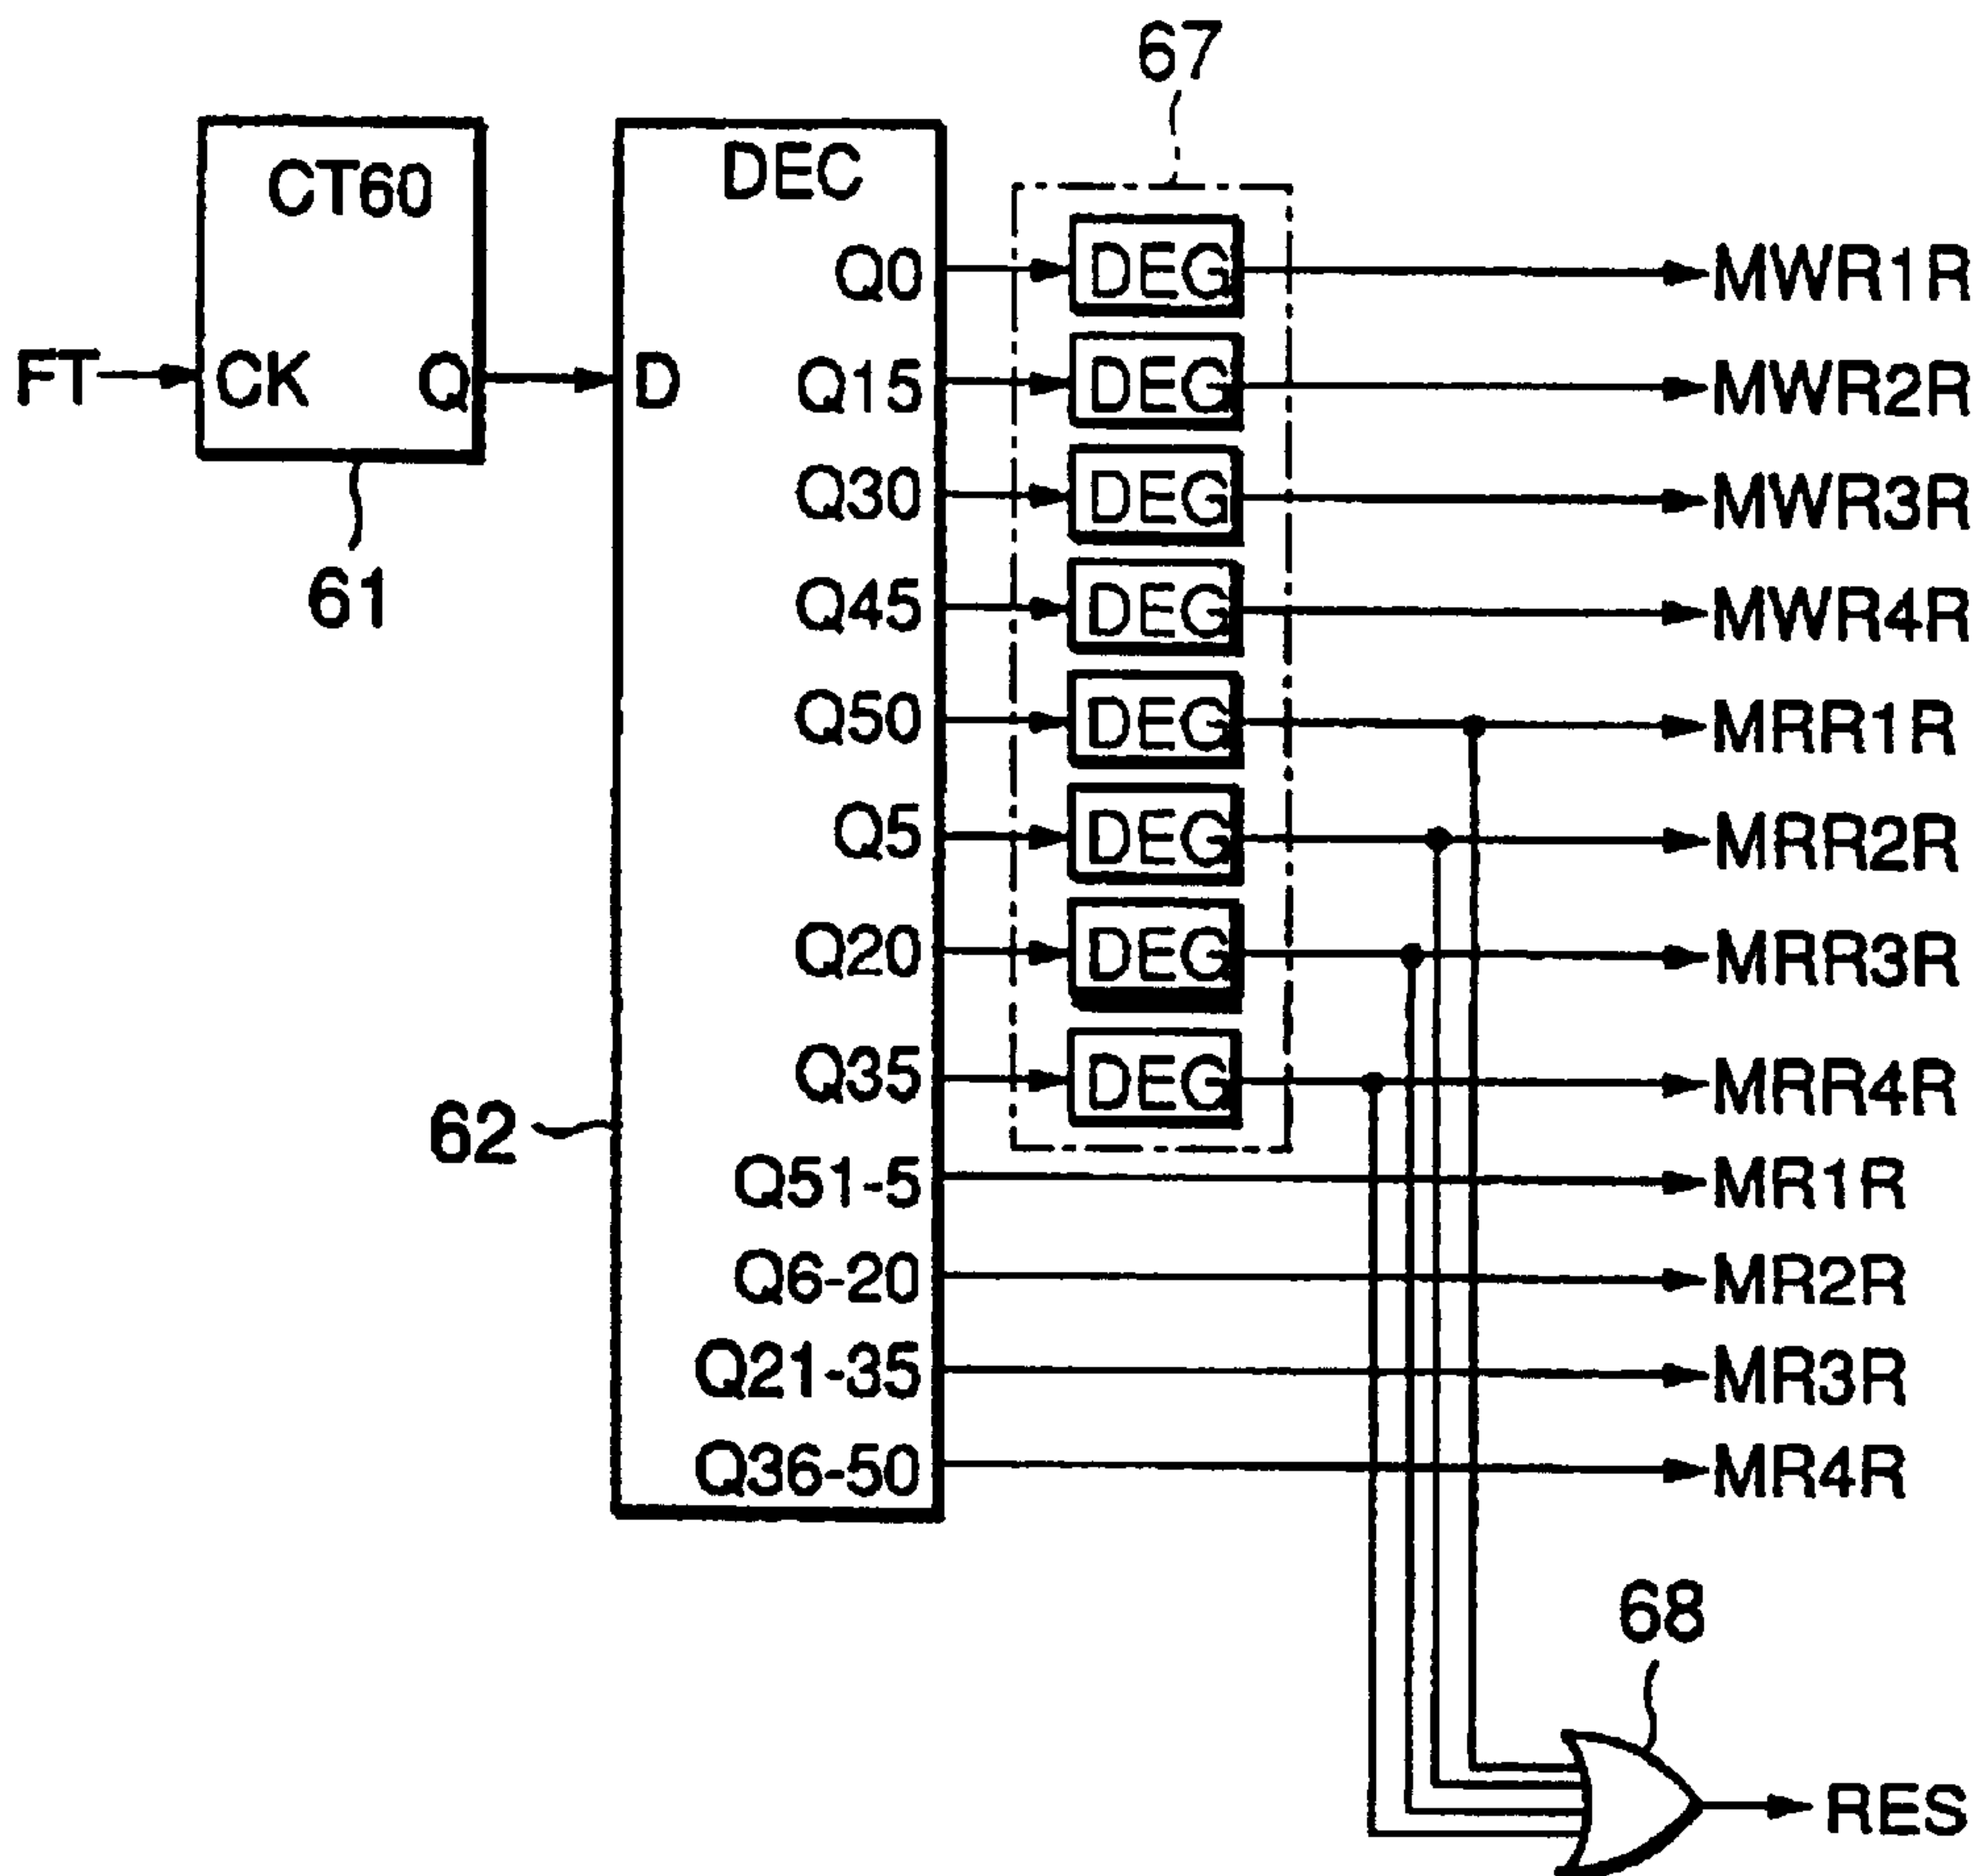 67
CT60
DEC
Q0 DEG MWR1R
FT CK Q D Q15 DEG MWR2R
Q30 DEG MWR3R
61 Q45 DEG MWR4R
Q50 DEG MRR1R
Q5 DEG MRR2R
Q20 DEG MRR3R
Q35 DEG MRR4R
62
Q51-5 MR1R
Q6-20 MR2R
Q21-35 MR3R
Q36-50 MR4R
68
RES